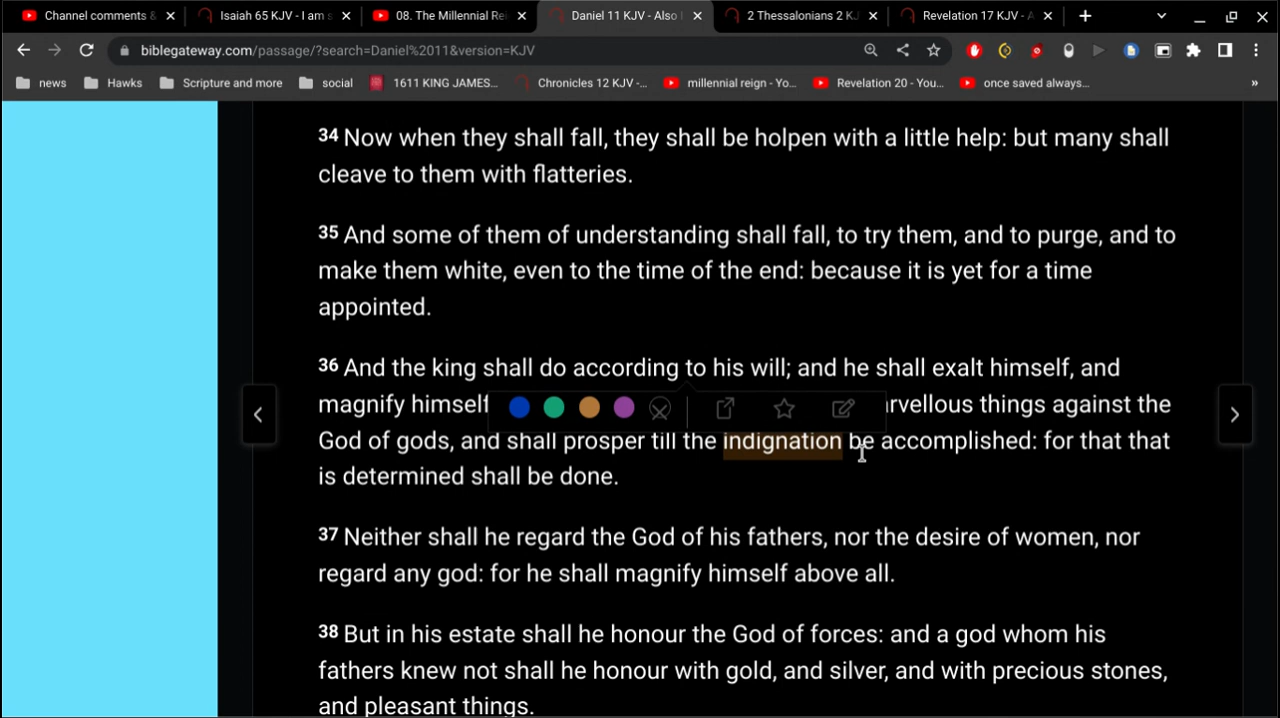 Channel comments &
Isaiah 65 KJV - I am s
08. The Millennial Rei
Daniel 11 KJV - Also I
2 Thessalonians 2 KJ
Revelation 17 KJV - A
biblegateway.com/passage/?search=Daniel%2011&version=KJV
news
Hawks
Scripture and more
social
1611 KING JAMES...
Chronicles 12 KJV -...
millennial reign - Yo...
Revelation 20 - You...
once saved always...
»
34 Now when they shall fall, they shall be holpen with a little help: but many shall
cleave to them with flatteries.
35 And some of them of understanding shall fall, to try them, and to purge, and to
make them white, even to the time of the end: because it is yet for a time
appointed.
36 And the king shall do according to his will; and he shall exalt himself, and
magnify himself rvellous things against the
God of gods, and shall prosper till the indignation be accomplished: for that that
is determined shall be done.
37 Neither shall he regard the God of his fathers, nor the desire of women, nor
regard any god: for he shall magnify himself above all.
38 But in his estate shall he honour the God of forces: and a god whom his
fathers knew not shall he honour with gold, and silver, and with precious stones,
and pleasant things.